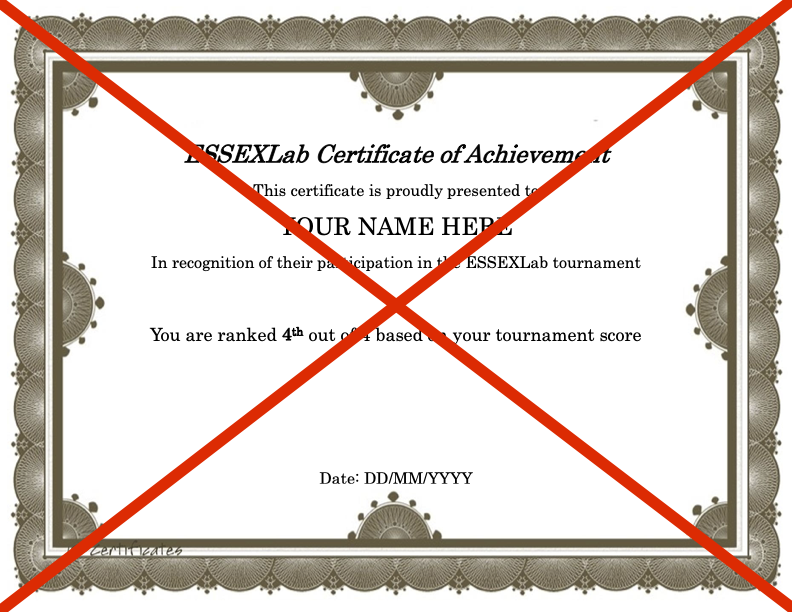 ESSEXLab Certificate of Achievement
This certificate is proudly presented to
YOUR NAME HERE
In recognition of their participation in the ESSEXLab tournament
You are ranked 4th out of 4 based on your tournament score
Date: DD/MM/YYYY
Certificates